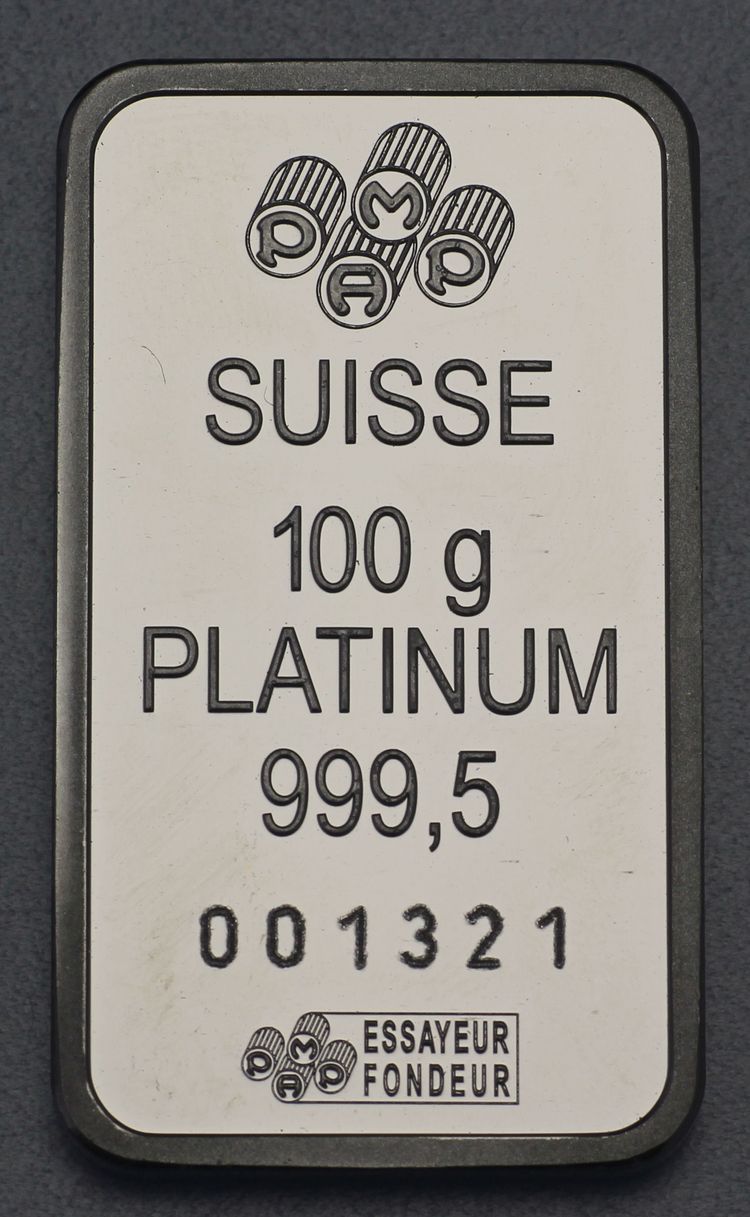 PAMP
SUISSE
100 g
PLATINUM
999,5
001321
PAMP ESSAYEUR
FONDEUR